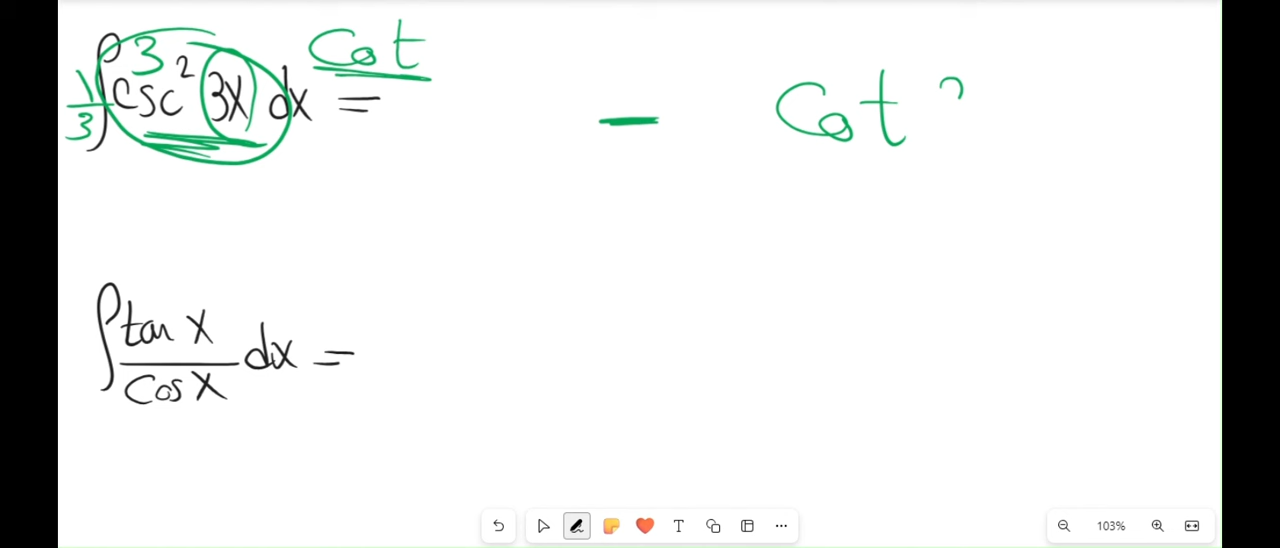 1/3 ∫ 3 csc² 3x dx = cot - cot
∫ tan x / cos x dx =
T ... 103%